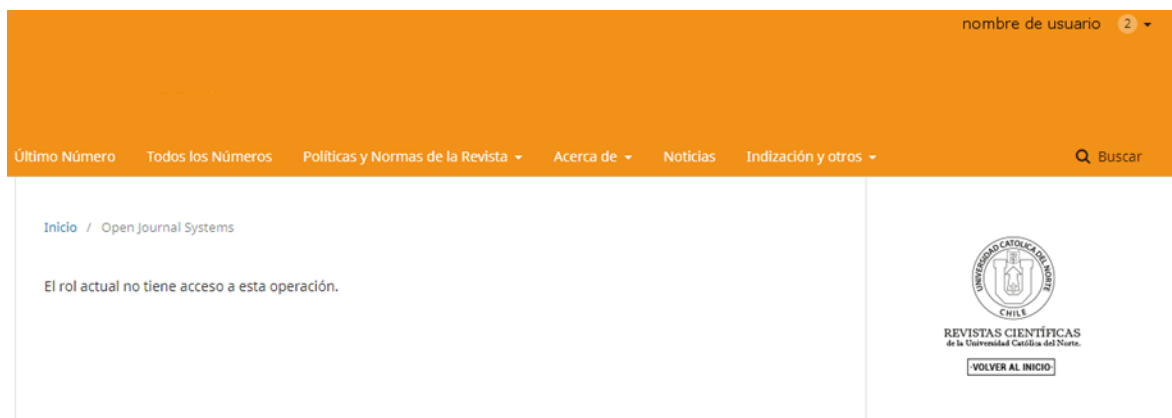 nombre de usuario 2
Último Número Todos los Números Políticas y Normas de la Revista Acerca de Noticias Indización y otros Buscar
Inicio / Open Journal Systems
El rol actual no tiene acceso a esta operación.
UNIVERSIDAD CATOLICA DEL NORTE
CHILE
REVISTAS CIENTÍFICAS
de la Universidad Católica del Norte.
·VOLVER AL INICIO·